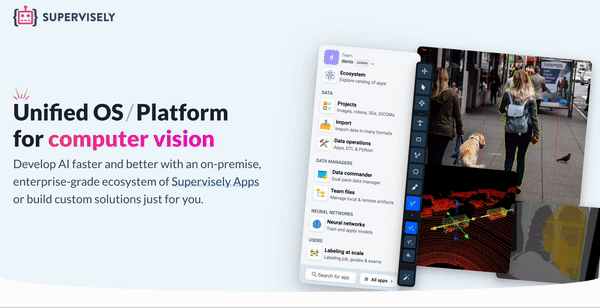 SUPERVISELY
Unified OS / Platform
for computer vision
Develop AI faster and better with an on-premise,
enterprise-grade ecosystem of Supervisely Apps
or build custom solutions just for you.
Team
denis
Ecosystem
Explore catalog of apps
DATA
Projects
Images, videos, 3Ds, DICOMs
Import
Import data in many formats
Data operations
Apps, DTL & Python
DATA MANAGERS
Data commander
Dual pane data manager
Team files
Manage local & remote artifacts
NEURAL NETWORKS
Neural networks
Train and apply models
USERS
Labeling at scale
Labeling job, guides & exams
Search for app
All apps